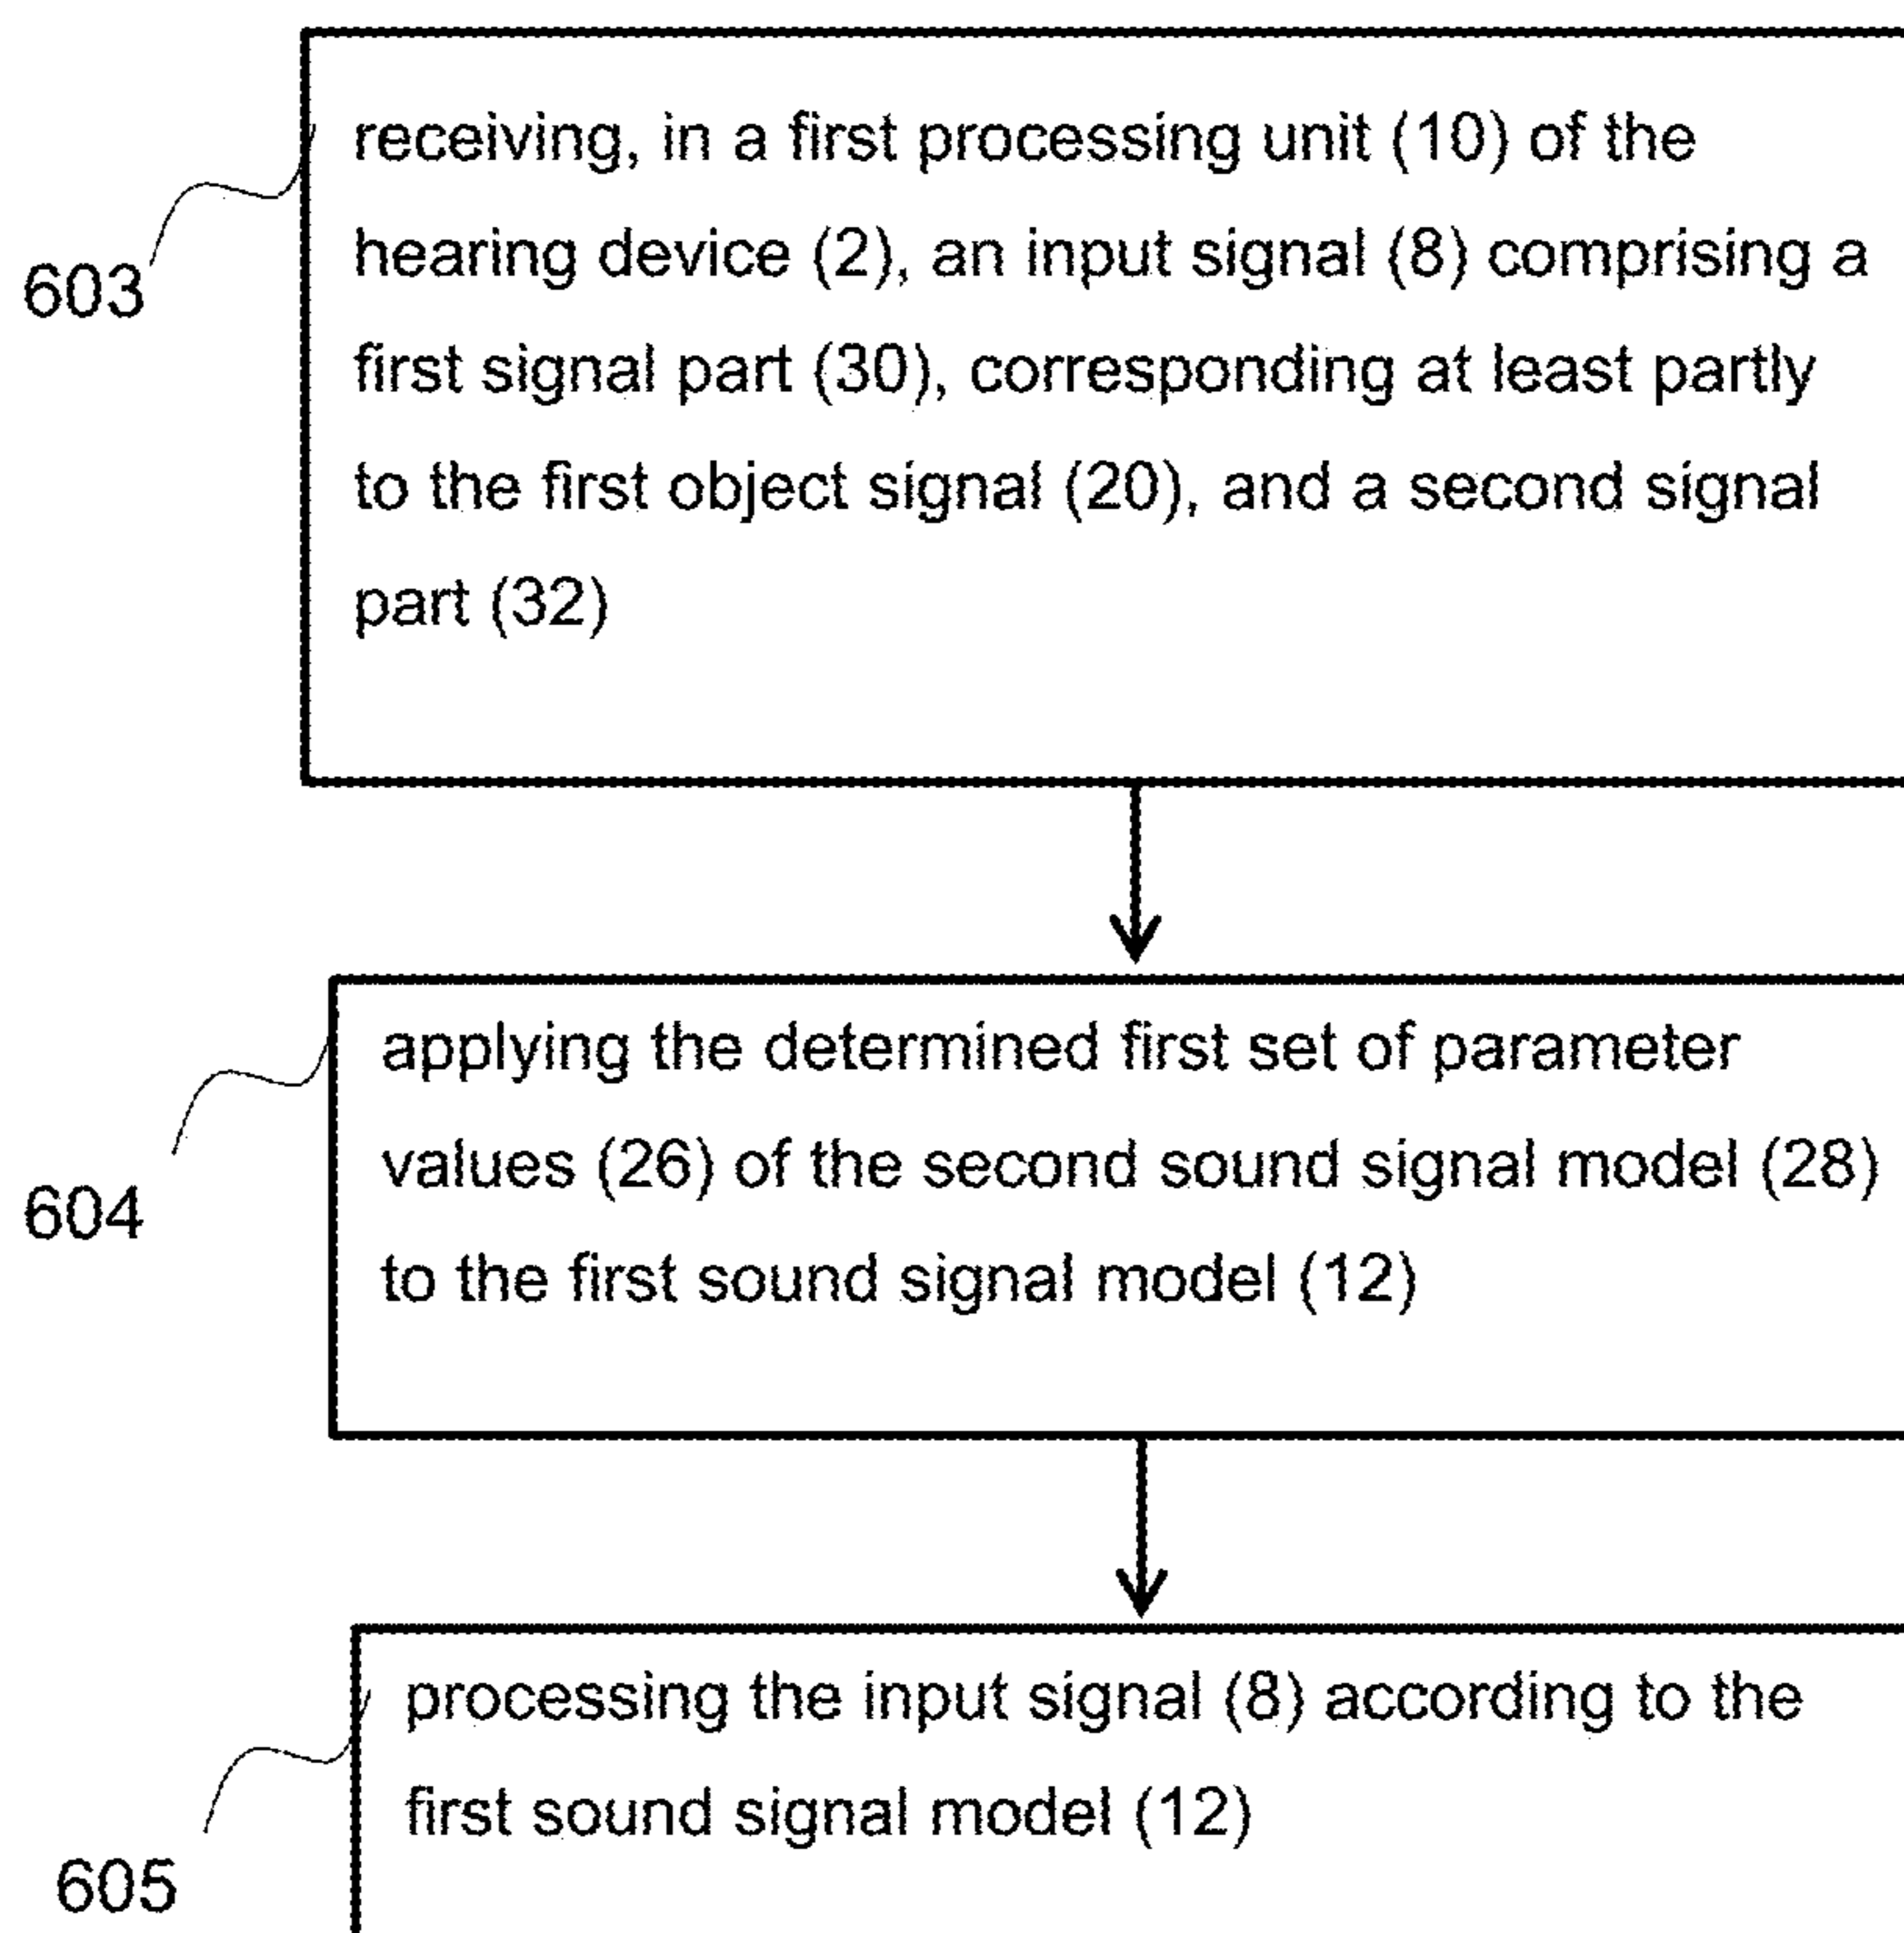 receiving, in a first processing unit (10) of the
hearing device (2), an input signal (8) comprising a
first signal part (30), corresponding at least partly
to the first object signal (20), and a second signal
part (32)
603
applying the determined first set of parameter
values (26) of the second sound signal model (28)
to the first sound signal model (12)
604
processing the input signal (8) according to the
first sound signal model (12)
605